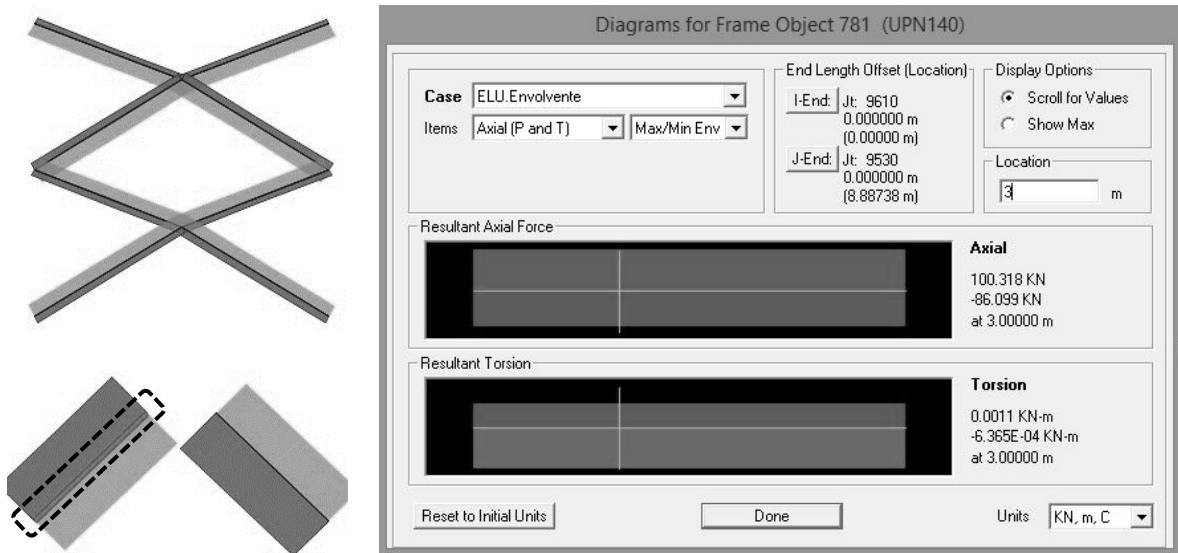 Diagrams for Frame Object 781 (UPN140)
Case ELU.Envolvente
Items Axial (P and T) Max/Min Env
End Length Offset (Location)
I-End: Jt: 9610
0.000000 m
(0.00000 m)
J-End: Jt: 9530
0.000000 m
(8.88738 m)
Display Options
Scroll for Values
Show Max
Location
3 m
Resultant Axial Force
Axial
100.318 KN
-86.099 KN
at 3.00000 m
Resultant Torsion
Torsion
0.0011 KN-m
-6.365E-04 KN-m
at 3.00000 m
Reset to Initial Units Done Units KN, m, C